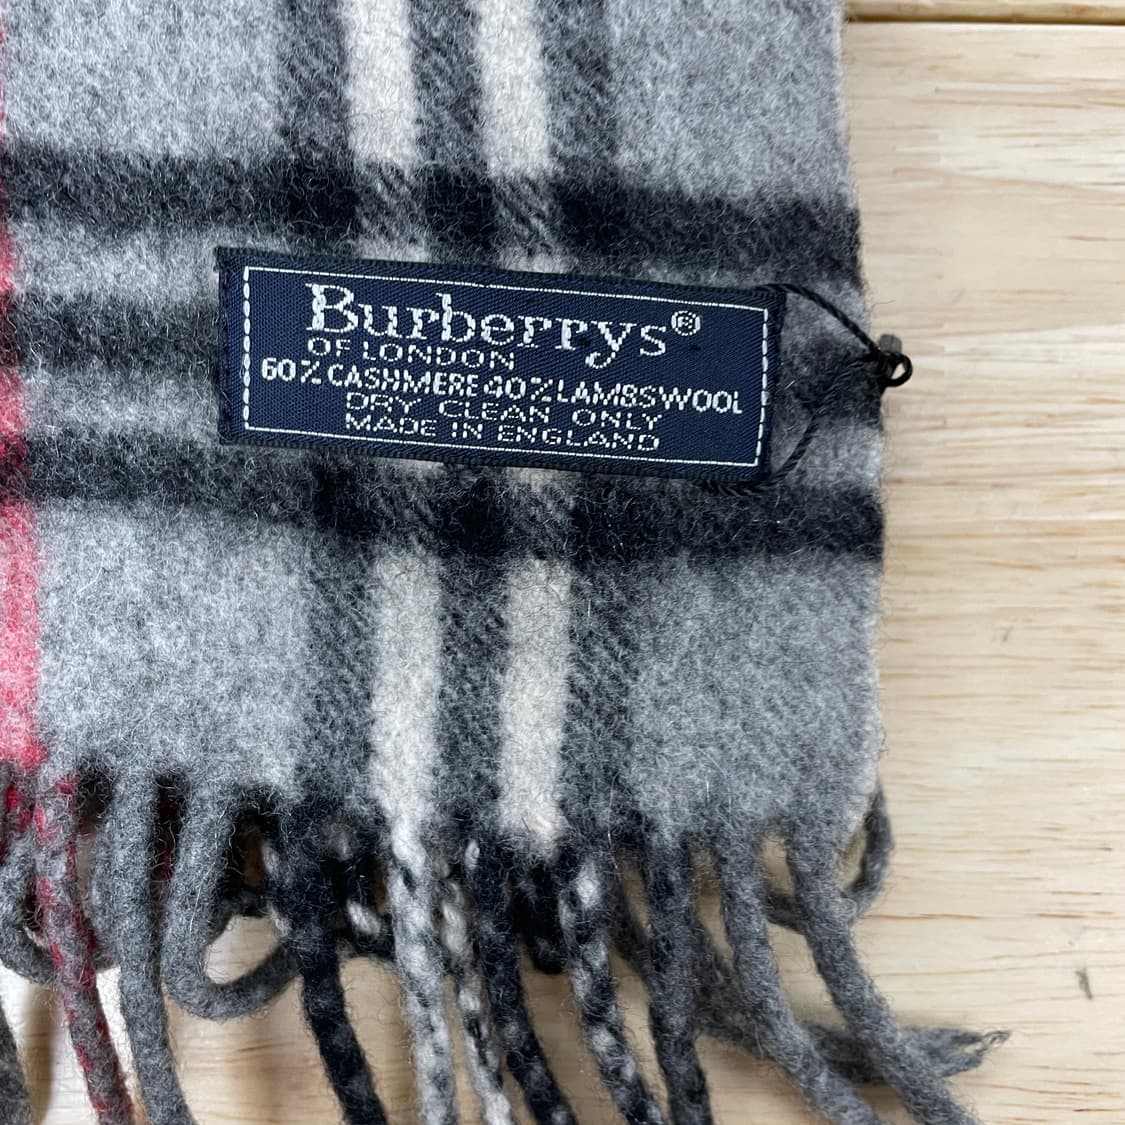 Burberrys®
OF LONDON
60% CASHMERE 40% LAMBSWOOL
DRY CLEAN ONLY
MADE IN ENGLAND